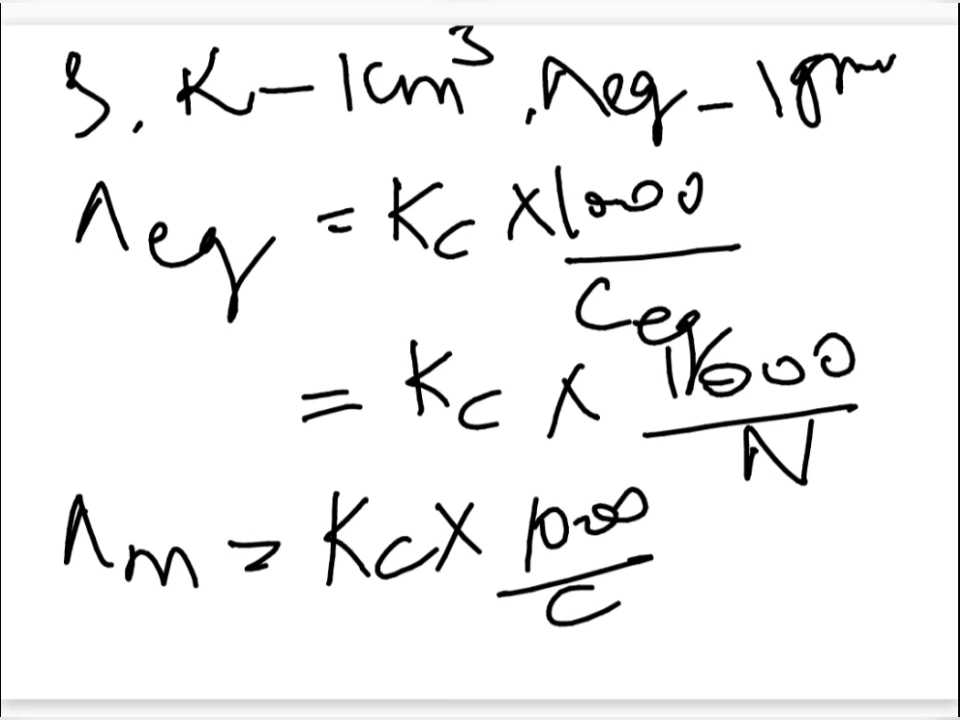 3. K - 1cm³, Λeq - 1gm
Λeq = Kc × 1000 / Ceq
= Kc × 1000 / N
Λm = Kc × 1000 / C